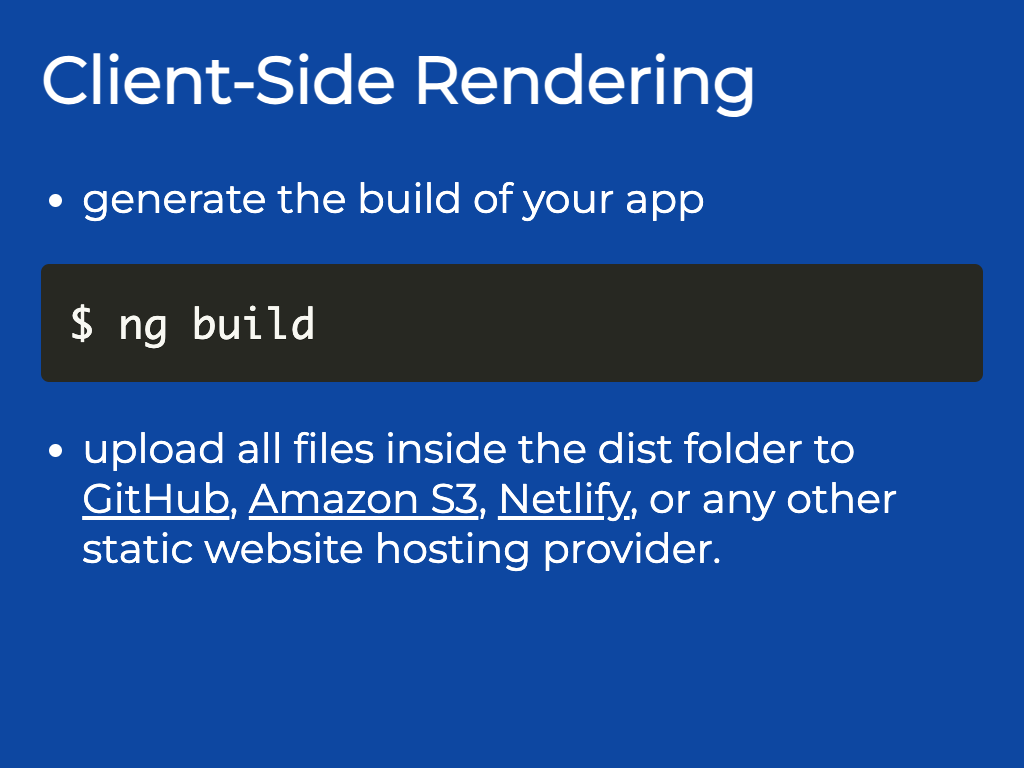 Client-Side Rendering
• generate the build of your app
$ ng build
• upload all files inside the dist folder to
GitHub, Amazon S3, Netlify, or any other
static website hosting provider.